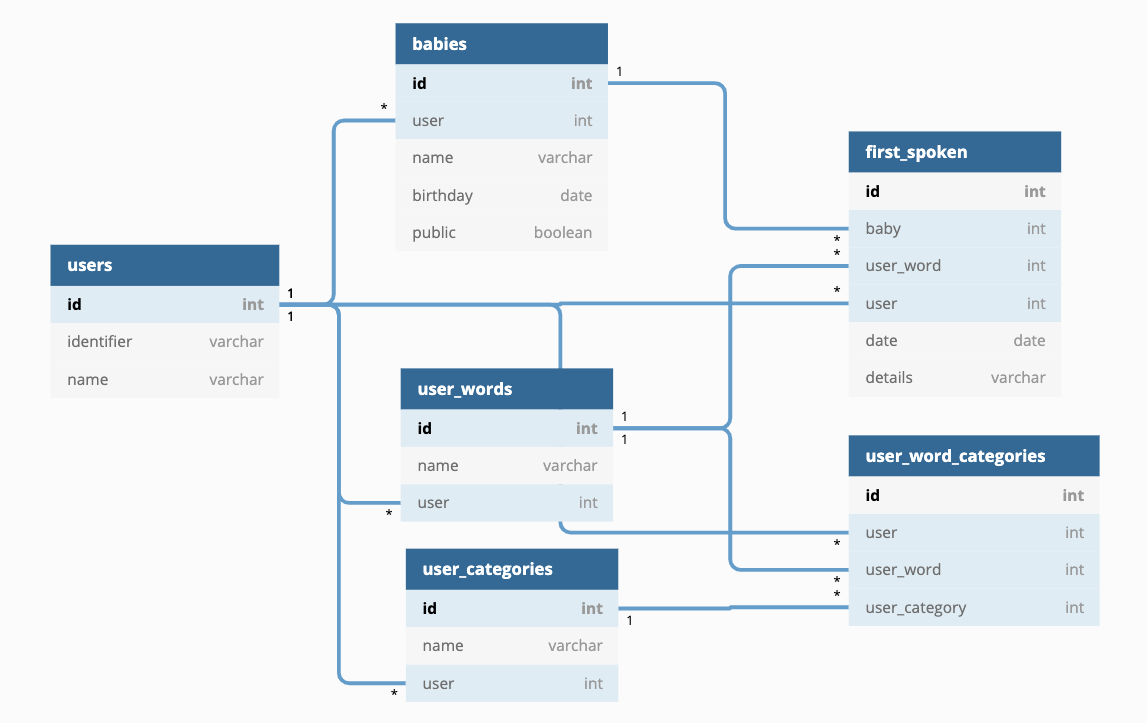 babies
id int
user int
name varchar
birthday date
public boolean
1
*
first_spoken
id int
baby int
user_word int
user int
date date
details varchar
*
*
*
users
id int
identifier varchar
name varchar
1
1
user_words
id int
name varchar
user int
1
1
*
user_word_categories
id int
user int
user_word int
user_category int
*
*
*
user_categories
id int
name varchar
user int
1
*